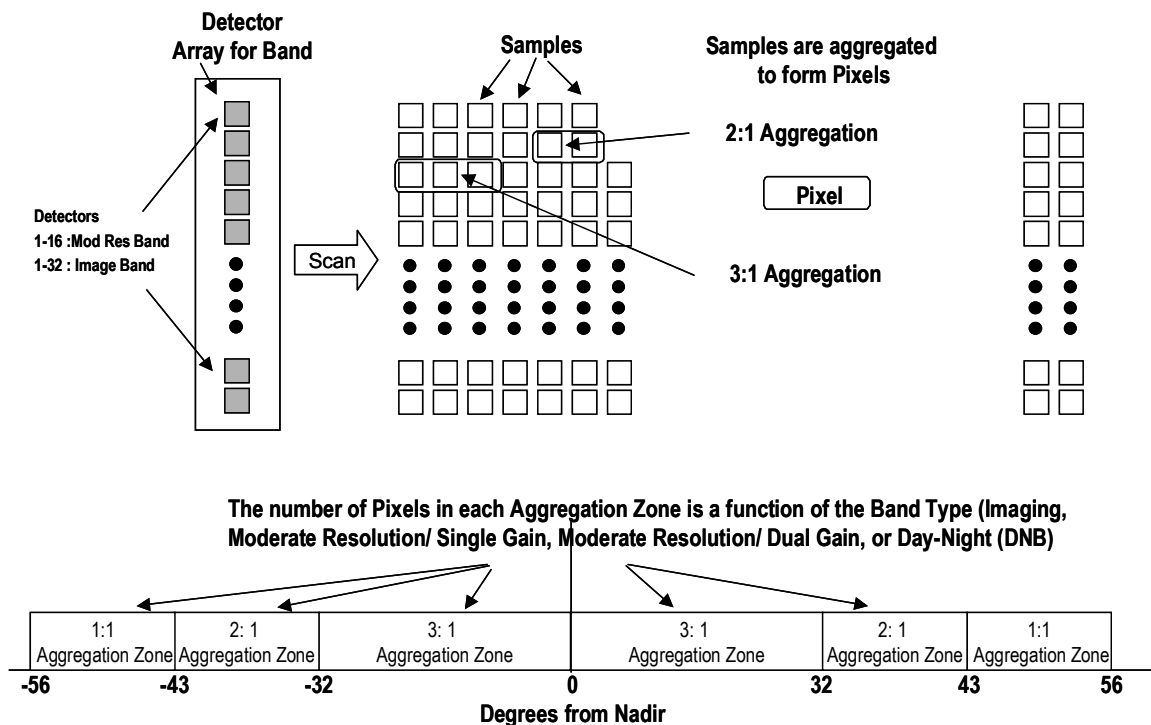 Detector
Array for Band
Samples
Samples are aggregated
to form Pixels
2:1 Aggregation
Pixel
Detectors
1-16 :Mod Res Band
1-32 : Image Band
Scan
3:1 Aggregation
The number of Pixels in each Aggregation Zone is a function of the Band Type (Imaging,
Moderate Resolution/ Single Gain, Moderate Resolution/ Dual Gain, or Day-Night (DNB)
1:1
Aggregation Zone
2: 1
Aggregation Zone
3: 1
Aggregation Zone
3: 1
Aggregation Zone
2: 1
Aggregation Zone
1:1
Aggregation Zone
-56 -43 -32 0 32 43 56
Degrees from Nadir